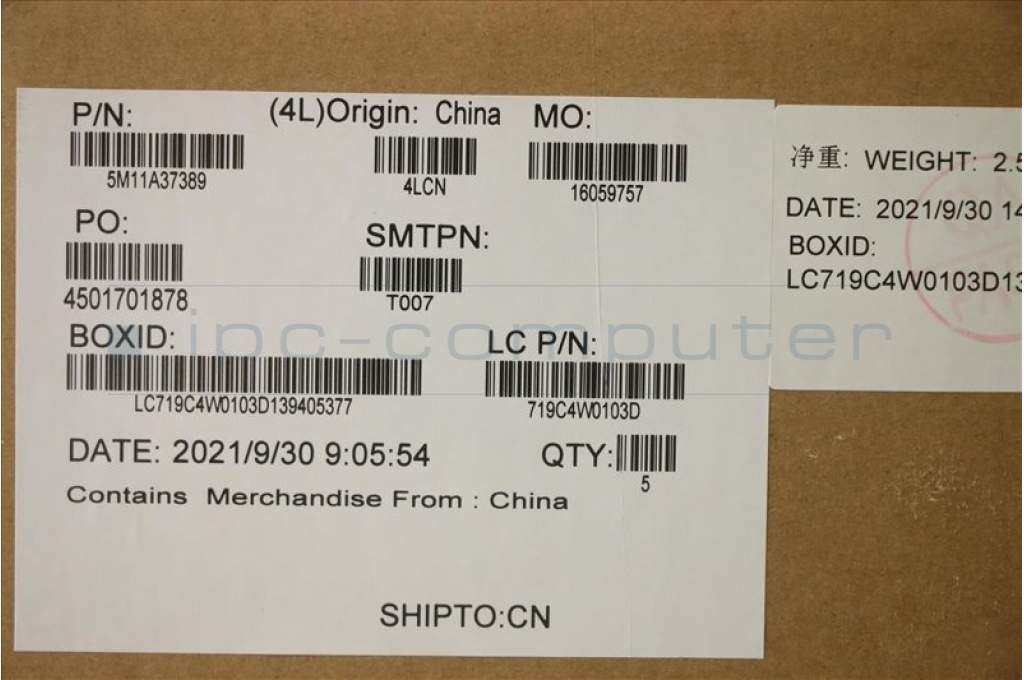 P/N: (4L)Origin: China MO:
5M11A37389 4LCN 16059757
PO: SMTPN:
4501701878 T007
BOXID: LC P/N:
LC719C4W0103D139405377 719C4W0103D
DATE: 2021/9/30 9:05:54 QTY:
5
Contains Merchandise From : China
SHIPTO:CN
净重: WEIGHT: 2.5
DATE: 2021/9/30 14
BOXID:
LC719C4W0103D13
ipc-computer